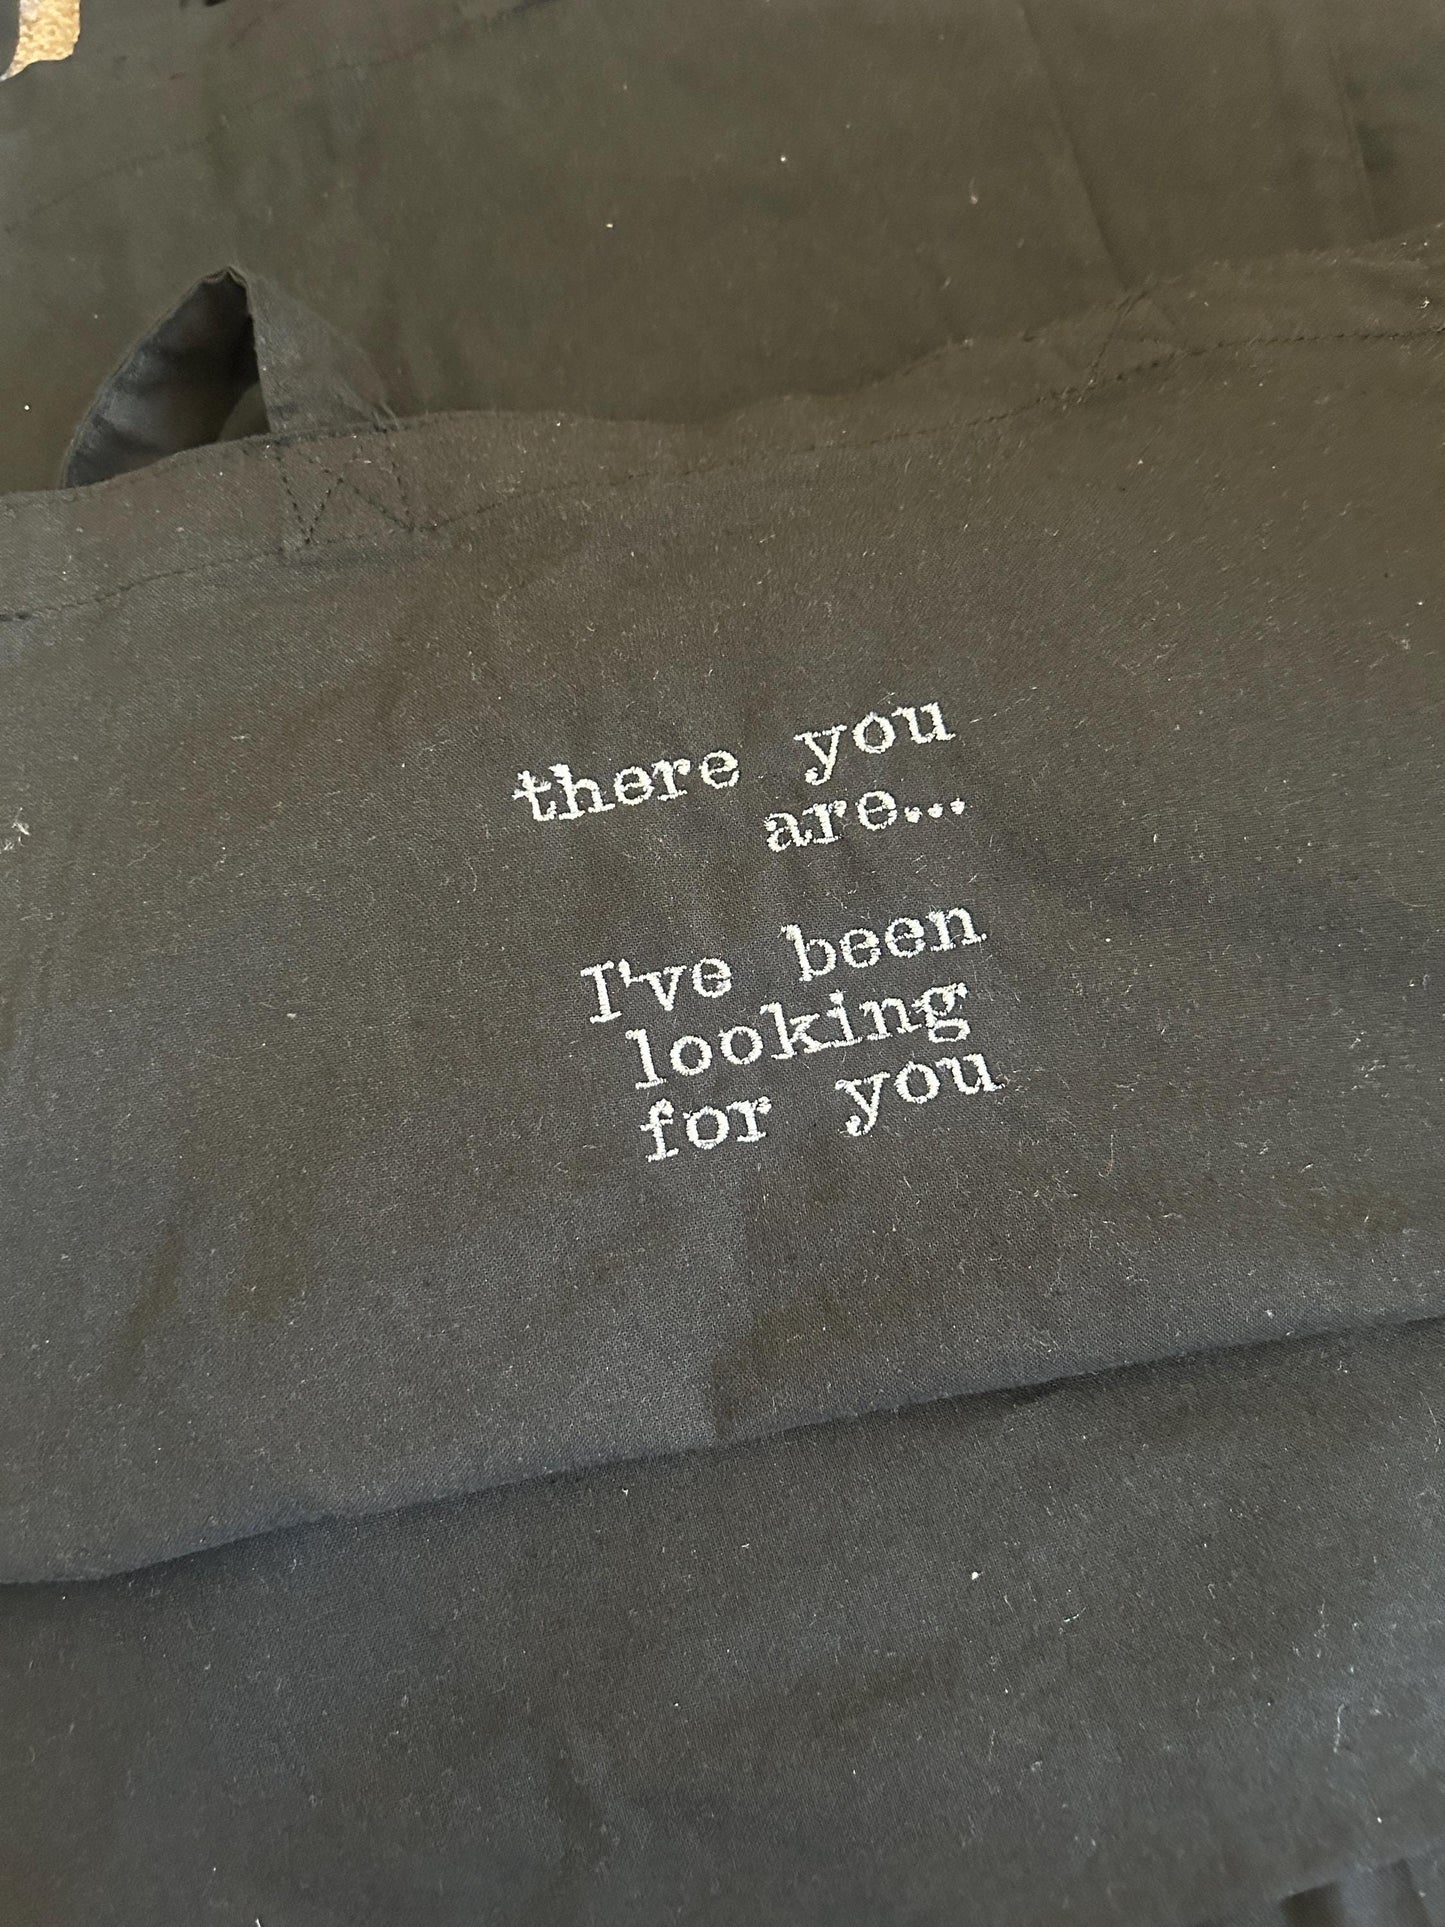 there you
are...
I've been
looking
for you